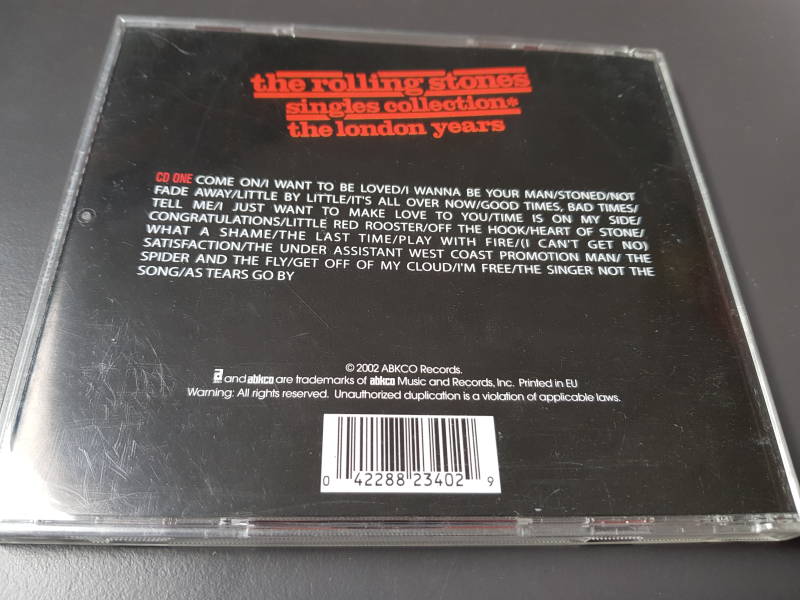 the rolling stones
singles collection*
the london years
CD ONE COME ON/I WANT TO BE LOVED/I WANNA BE YOUR MAN/STONED/NOT
FADE AWAY/LITTLE BY LITTLE/IT'S ALL OVER NOW/GOOD TIMES, BAD TIMES/
TELL ME/I JUST WANT TO MAKE LOVE TO YOU/TIME IS ON MY SIDE/
CONGRATULATIONS/LITTLE RED ROOSTER/OFF THE HOOK/HEART OF STONE/
WHAT A SHAME/THE LAST TIME/PLAY WITH FIRE/(I CAN'T GET NO)
SATISFACTION/THE UNDER ASSISTANT WEST COAST PROMOTION MAN/ THE
SPIDER AND THE FLY/GET OFF OF MY CLOUD/I'M FREE/THE SINGER NOT THE
SONG/AS TEARS GO BY
© 2002 ABKCO Records.
a and abkco are trademarks of abkco Music and Records, Inc. Printed in EU
Warning: All rights reserved. Unauthorized duplication is a violation of applicable laws.
0 42288 23402 9